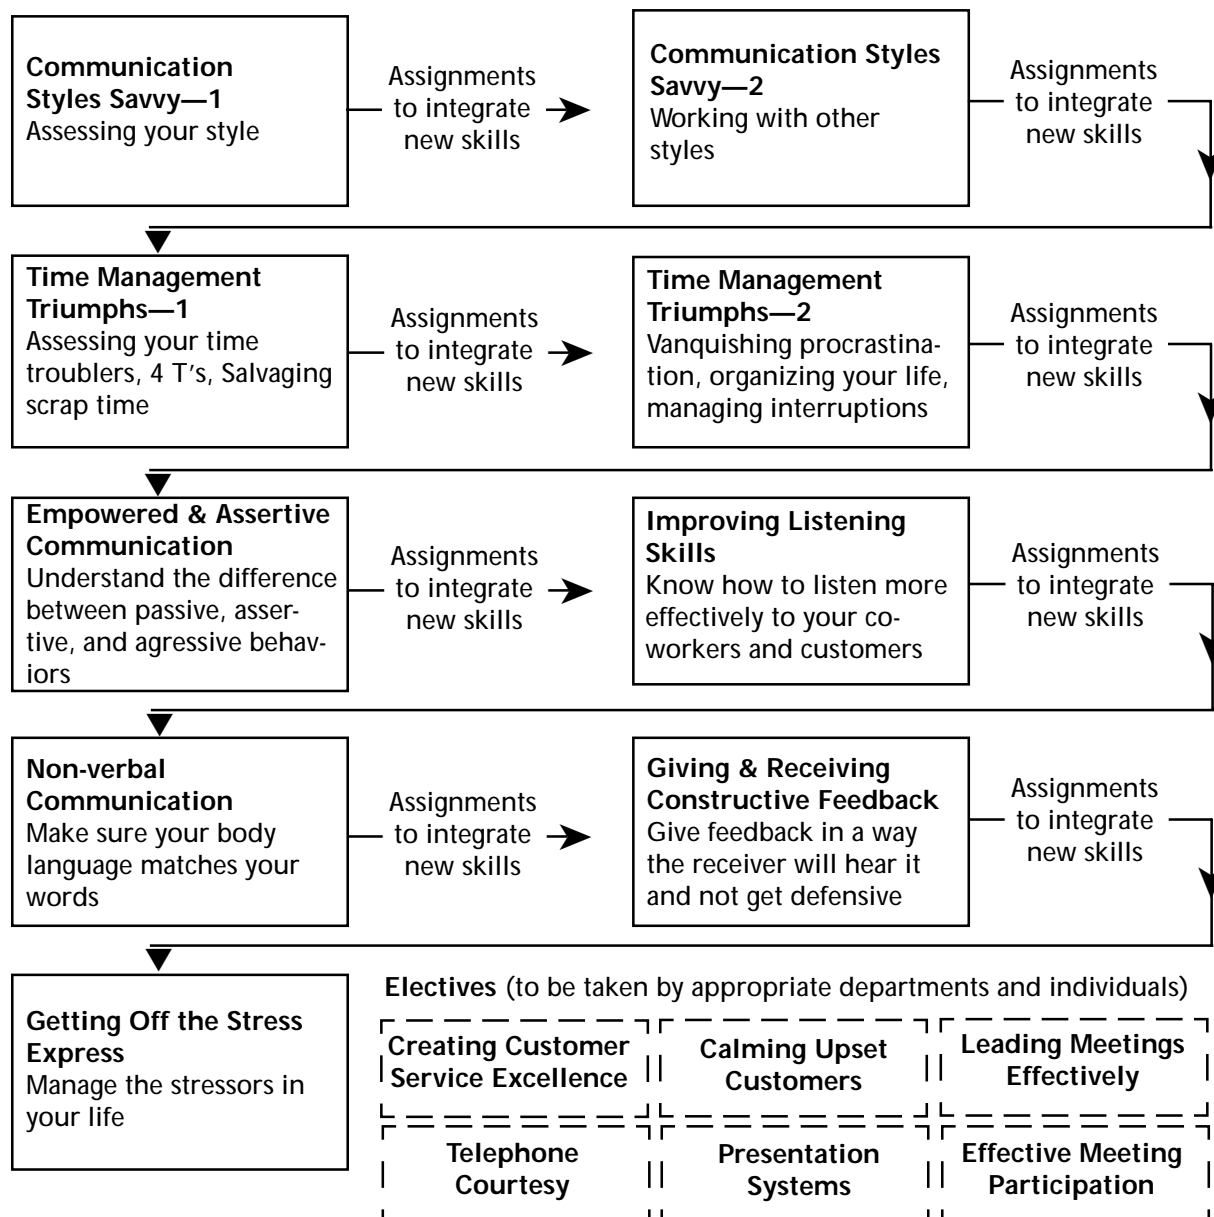 Communication
Styles Savvy—1
Assessing your style
Assignments
to integrate
new skills
Communication Styles
Savvy—2
Working with other
styles
Assignments
to integrate
new skills
Time Management
Triumphs—1
Assessing your time
troublers, 4 T's, Salvaging
scrap time
Assignments
to integrate
new skills
Time Management
Triumphs—2
Vanquishing procrastina-
tion, organizing your life,
managing interruptions
Assignments
to integrate
new skills
Empowered & Assertive
Communication
Understand the difference
between passive, asser-
tive, and agressive behav-
iors
Assignments
to integrate
new skills
Improving Listening
Skills
Know how to listen more
effectively to your co-
workers and customers
Assignments
to integrate
new skills
Non-verbal
Communication
Make sure your body
language matches your
words
Assignments
to integrate
new skills
Giving & Receiving
Constructive Feedback
Give feedback in a way
the receiver will hear it
and not get defensive
Assignments
to integrate
new skills
Getting Off the Stress
Express
Manage the stressors in
your life
Electives (to be taken by appropriate departments and individuals)
Creating Customer
Service Excellence
Calming Upset
Customers
Leading Meetings
Effectively
Telephone
Courtesy
Presentation
Systems
Effective Meeting
Participation